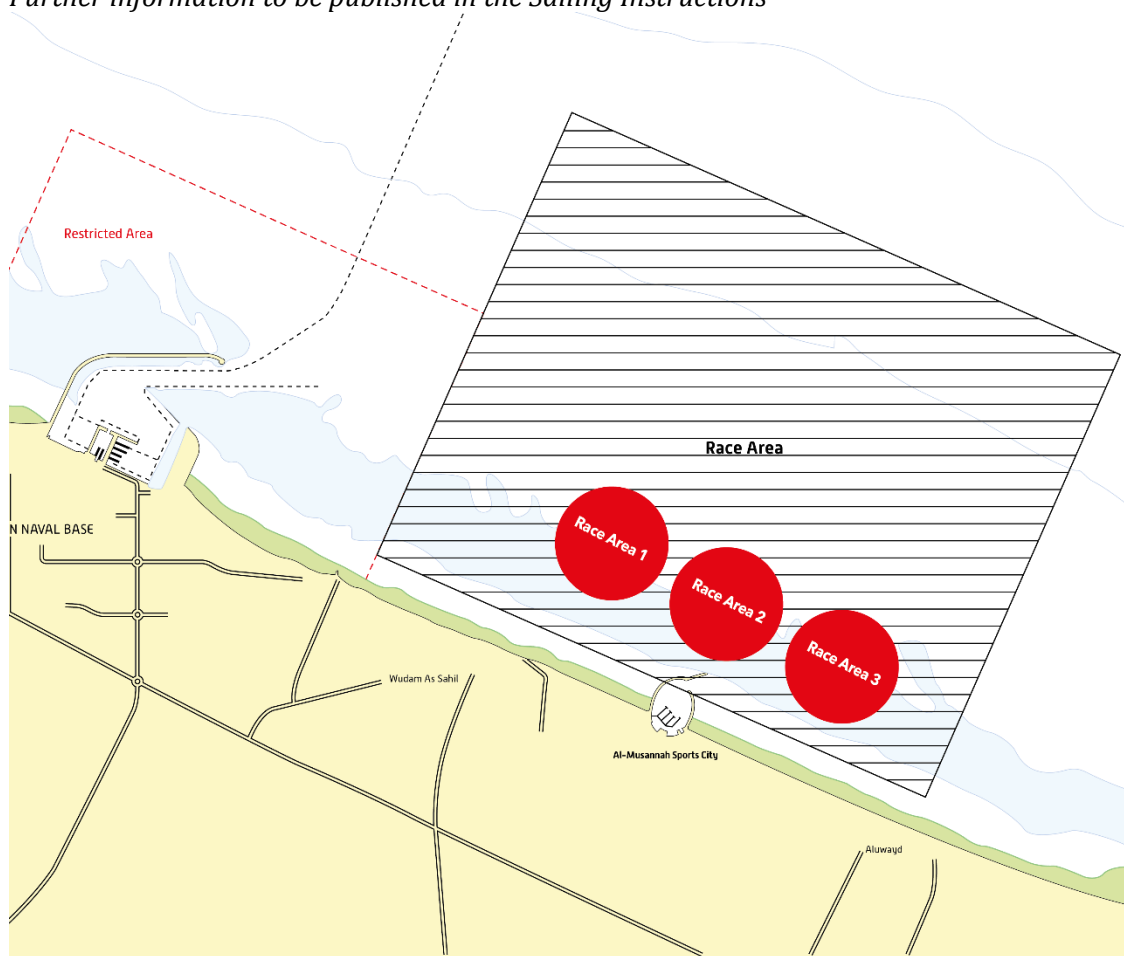 Further information to be published in the Sailing Instructions
Restricted Area
Race Area
Race Area 1
N NAVAL BASE
Race Area 2
Race Area 3
Wudam As Sahil
Al-Musannah Sports City
Aluwayd